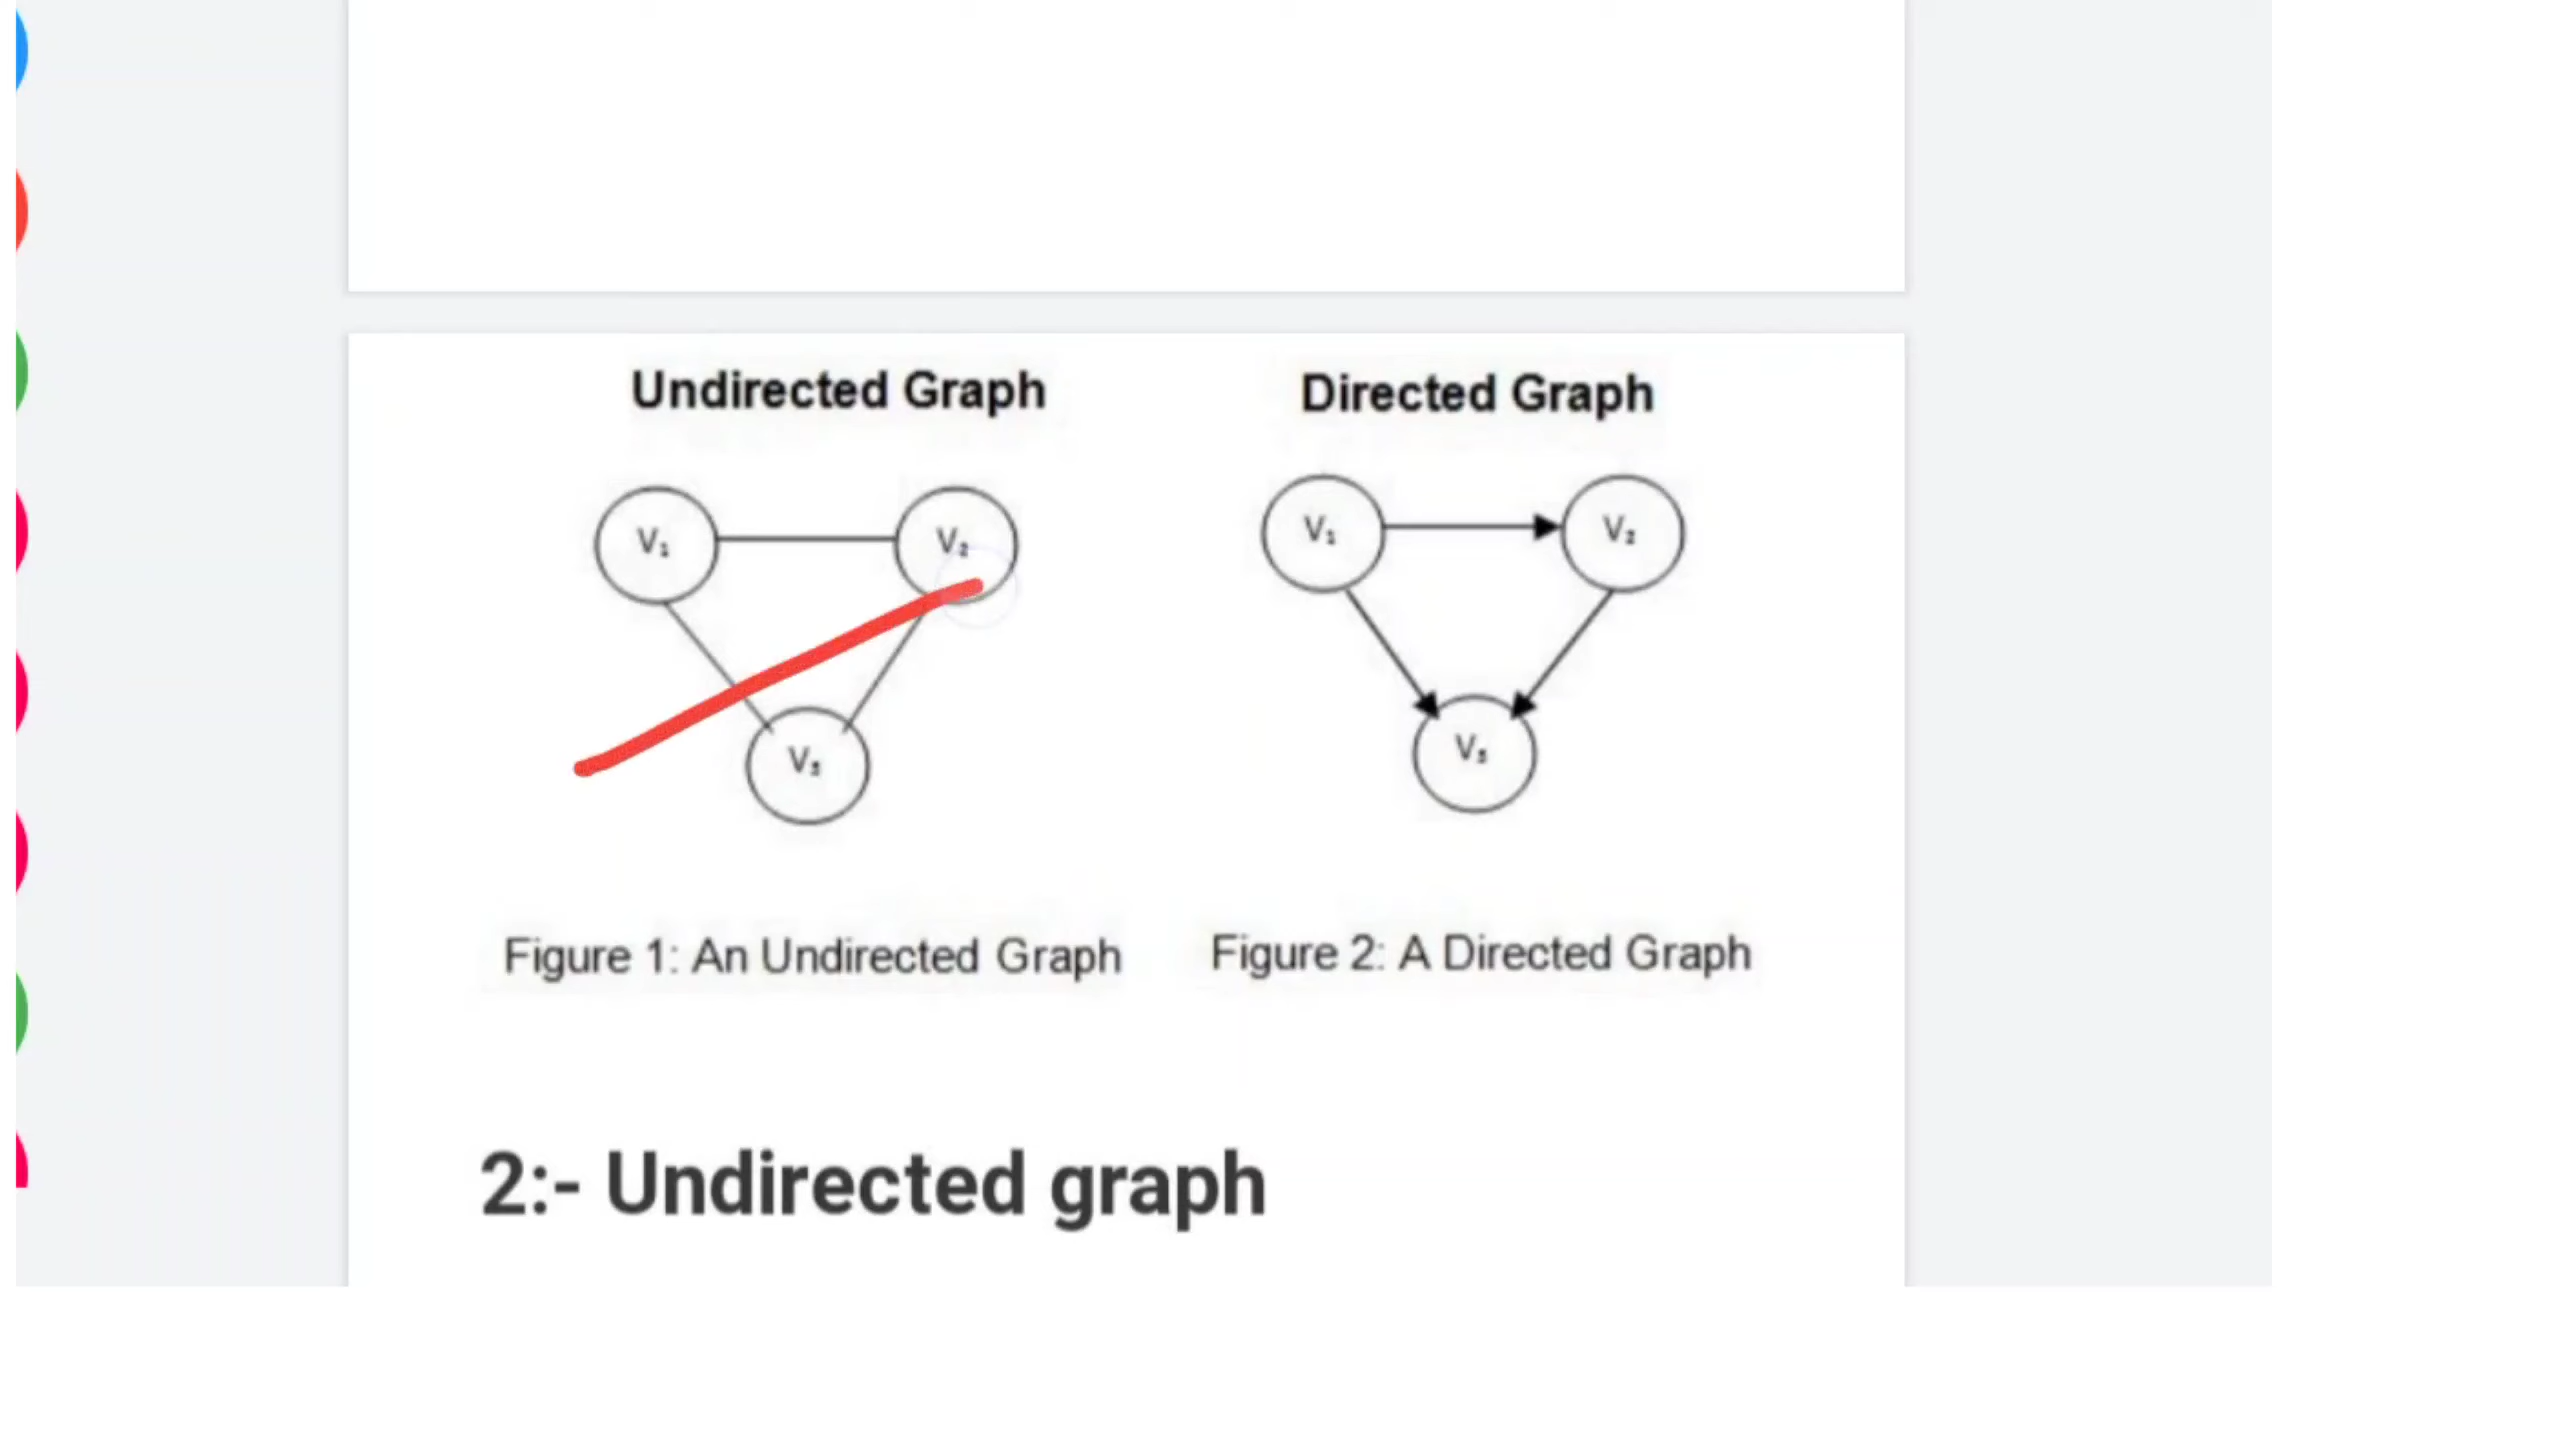 Undirected Graph
Directed Graph
V₁
V₂
V₃
V₁
V₂
V₃
Figure 1: An Undirected Graph
Figure 2: A Directed Graph
2:- Undirected graph